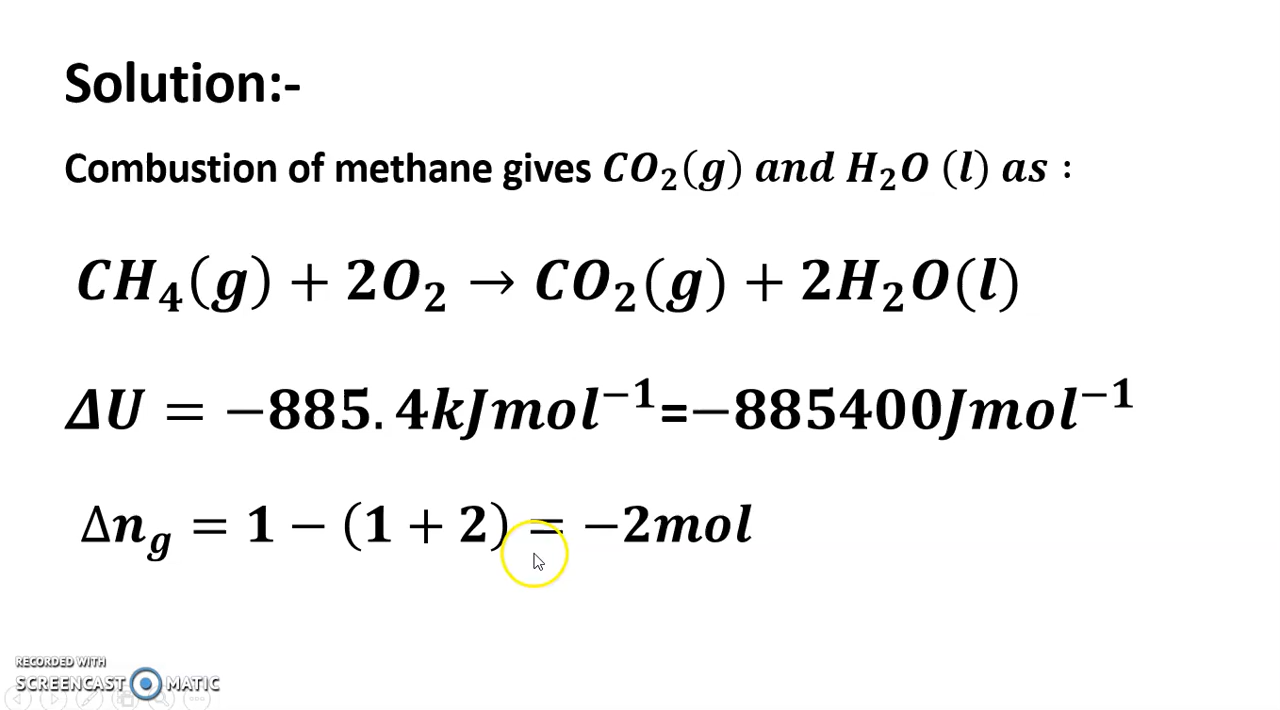 Solution:-
Combustion of methane gives CO₂(g) and H₂O (l) as :
CH₄(g) + 2O₂ → CO₂(g) + 2H₂O(l)
ΔU = −885.4kJmol⁻¹=−885400Jmol⁻¹
Δn_g = 1 − (1 + 2) = −2mol
RECORDED WITH
SCREENCAST MATIC